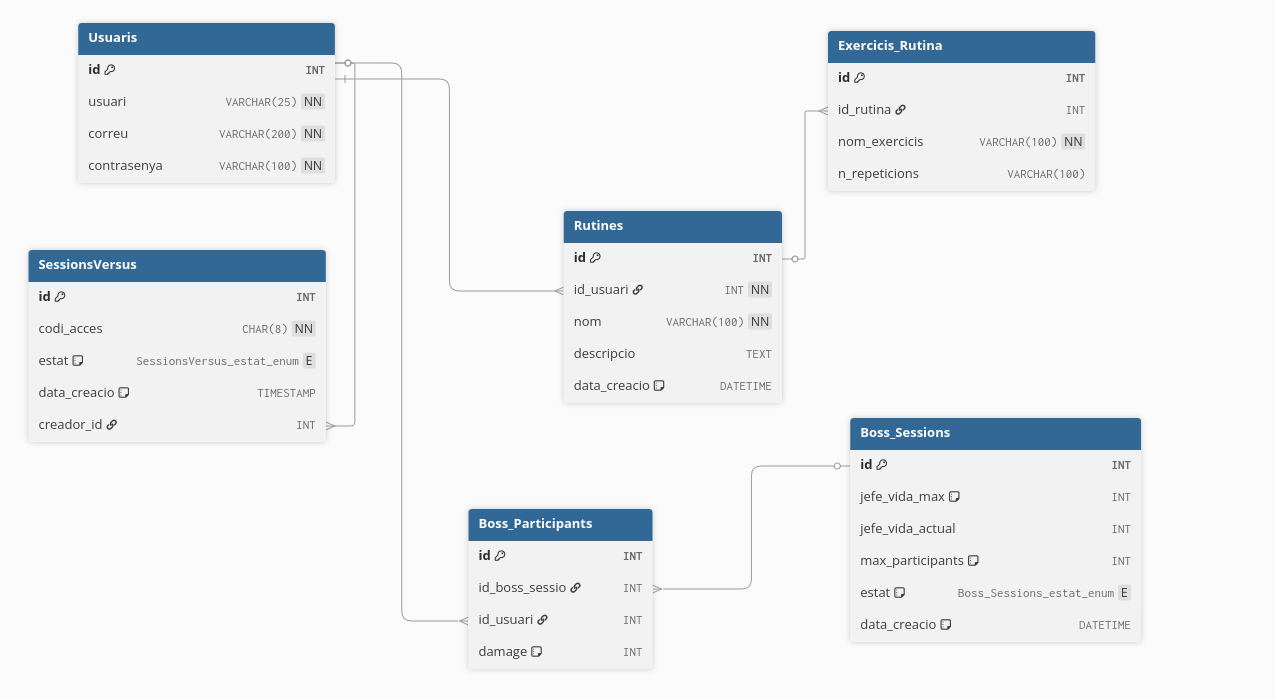 Usuaris
id INT
usuari VARCHAR(25) NN
correu VARCHAR(200) NN
contrasenya VARCHAR(100) NN
SessionsVersus
id INT
codi_acces CHAR(8) NN
estat SessionsVersus_estat_enum E
data_creacio TIMESTAMP
creador_id INT
Rutines
id INT
id_usuari INT NN
nom VARCHAR(100) NN
descripcio TEXT
data_creacio DATETIME
Exercicis_Rutina
id INT
id_rutina INT
nom_exercicis VARCHAR(100) NN
n_repeticions VARCHAR(100)
Boss_Participants
id INT
id_boss_sessio INT
id_usuari INT
damage INT
Boss_Sessions
id INT
jefe_vida_max INT
jefe_vida_actual INT
max_participants INT
estat Boss_Sessions_estat_enum E
data_creacio DATETIME